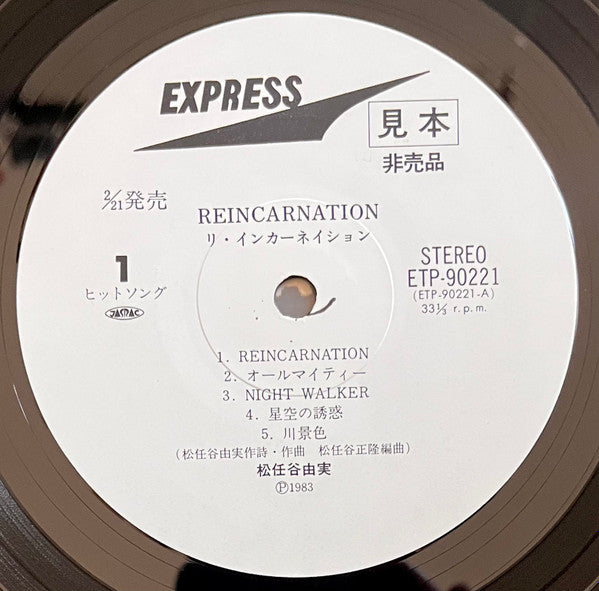 EXPRESS
見本
非売品
2/21発売
REINCARNATION
リ・インカーネイション
1
ヒットソング
JASRAC
STEREO
ETP-90221
(ETP-90221-A)
33 1/3 r.p.m.
1. REINCARNATION
2. オールマイティー
3. NIGHT WALKER
4. 星空の誘惑
5. 川景色
(松任谷由実作詩・作曲 松任谷正隆編曲)
松任谷由実
Ⓟ1983